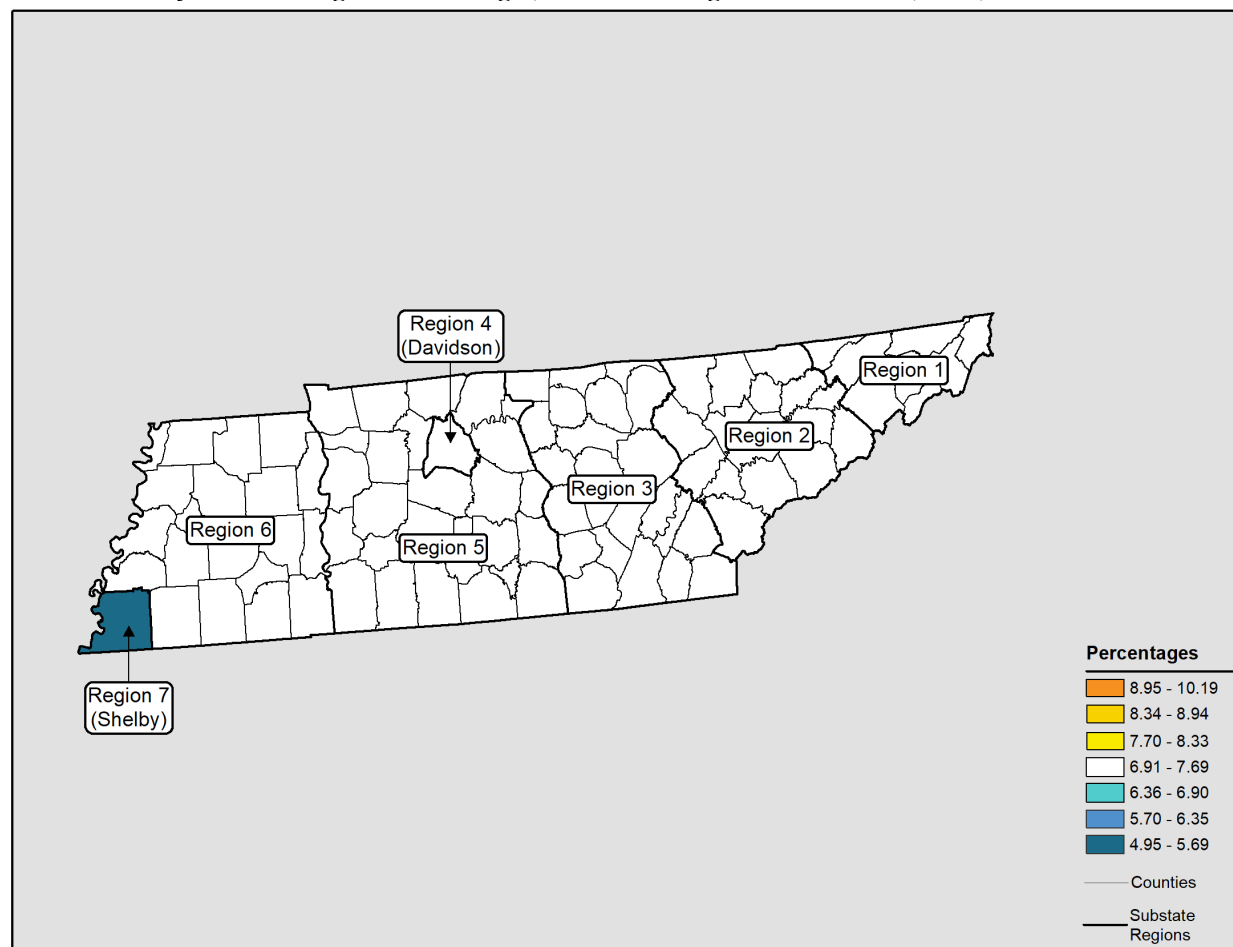 Region 4
(Davidson)
Region 1
Region 2
Region 3
Region 6
Region 5
Region 7
(Shelby)
Percentages
8.95 - 10.19
8.34 - 8.94
7.70 - 8.33
6.91 - 7.69
6.36 - 6.90
5.70 - 6.35
4.95 - 5.69
Counties
Substate
Regions